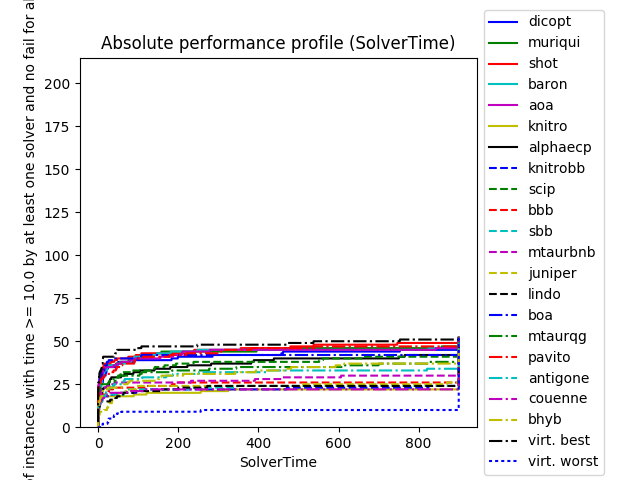 Absolute performance profile (SolverTime)
of instances with time >= 10.0 by at least one solver and no fail for
200
175
150
125
100
75
50
25
0
0 200 400 600 800
SolverTime
dicopt
muriqui
shot
baron
aoa
knitro
alphaecp
knitrobb
scip
bbb
sbb
mtaurbnb
juniper
lindo
boa
mtaurqg
pavito
antigone
couenne
bhyb
virt. best
virt. worst